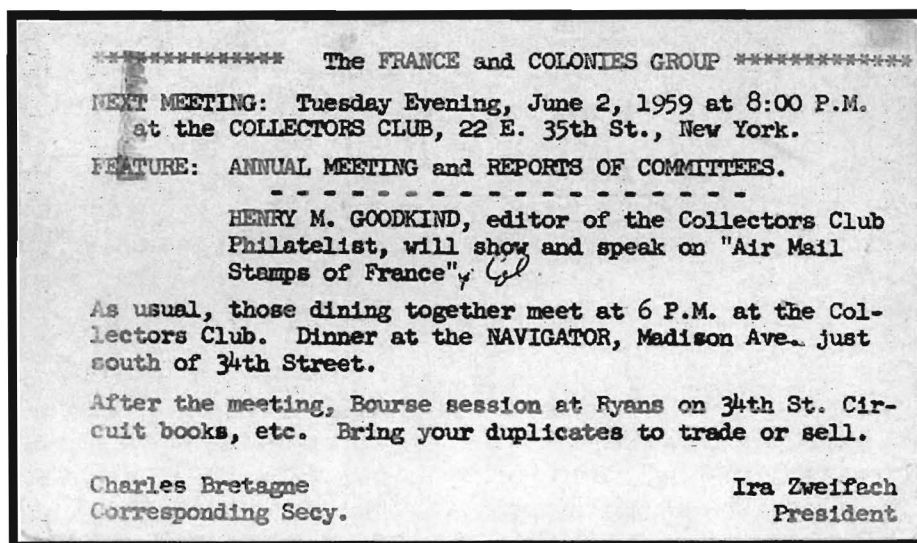 ************* The FRANCE and COLONIES GROUP *************
NEXT MEETING: Tuesday Evening, June 2, 1959 at 8:00 P.M.
at the COLLECTORS CLUB, 22 E. 35th St., New York.
FEATURE: ANNUAL MEETING and REPORTS OF COMMITTEES.
- - - - - - - - - - - - - - - - - - -
HENRY M. GOODKIND, editor of the Collectors Club
Philatelist, will show and speak on "Air Mail
Stamps of France"
As usual, those dining together meet at 6 P.M. at the Col-
lectors Club. Dinner at the NAVIGATOR, Madison Ave. just
south of 34th Street.
After the meeting, Bourse session at Ryans on 34th St. Cir-
cuit books, etc. Bring your duplicates to trade or sell.
Charles Bretagne Ira Zweifach
Corresponding Secy. President